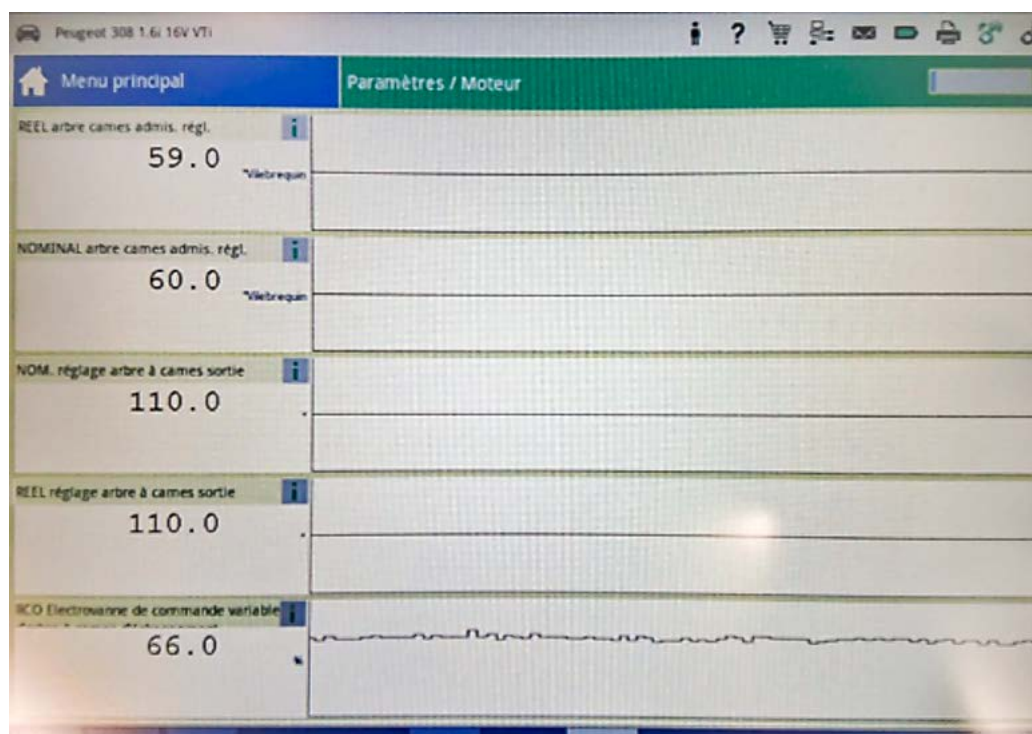 Peugeot 308 1.6i 16V VTi
Menu principal
Paramètres / Moteur
REEL arbre cames admis. régl.
59.0
°Vilebrequin
NOMINAL arbre cames admis. régl.
60.0
°Vilebrequin
NOM. réglage arbre à cames sortie
110.0
°
REEL réglage arbre à cames sortie
110.0
°
RCO Electrovanne de commande variable
66.0
%